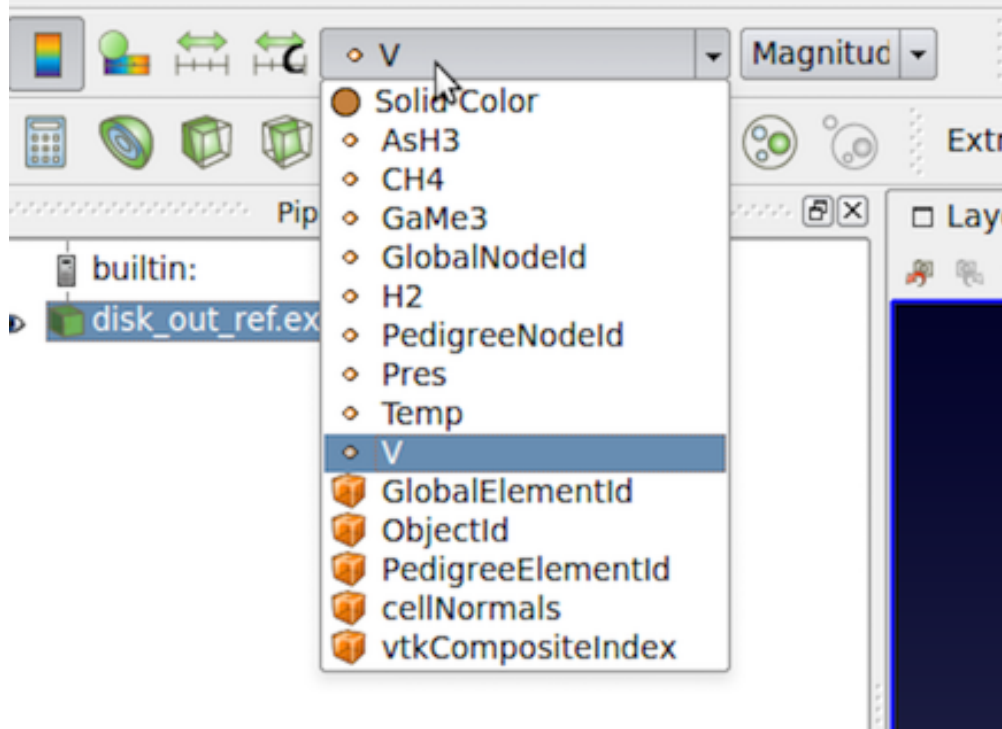 V
Magnitud
Solid Color
AsH3
CH4
GaMe3
GlobalNodeId
H2
PedigreeNodeId
Pres
Temp
V
GlobalElementId
ObjectId
PedigreeElementId
cellNormals
vtkCompositeIndex
Extr
Pip
Lay
builtin:
disk_out_ref.ex